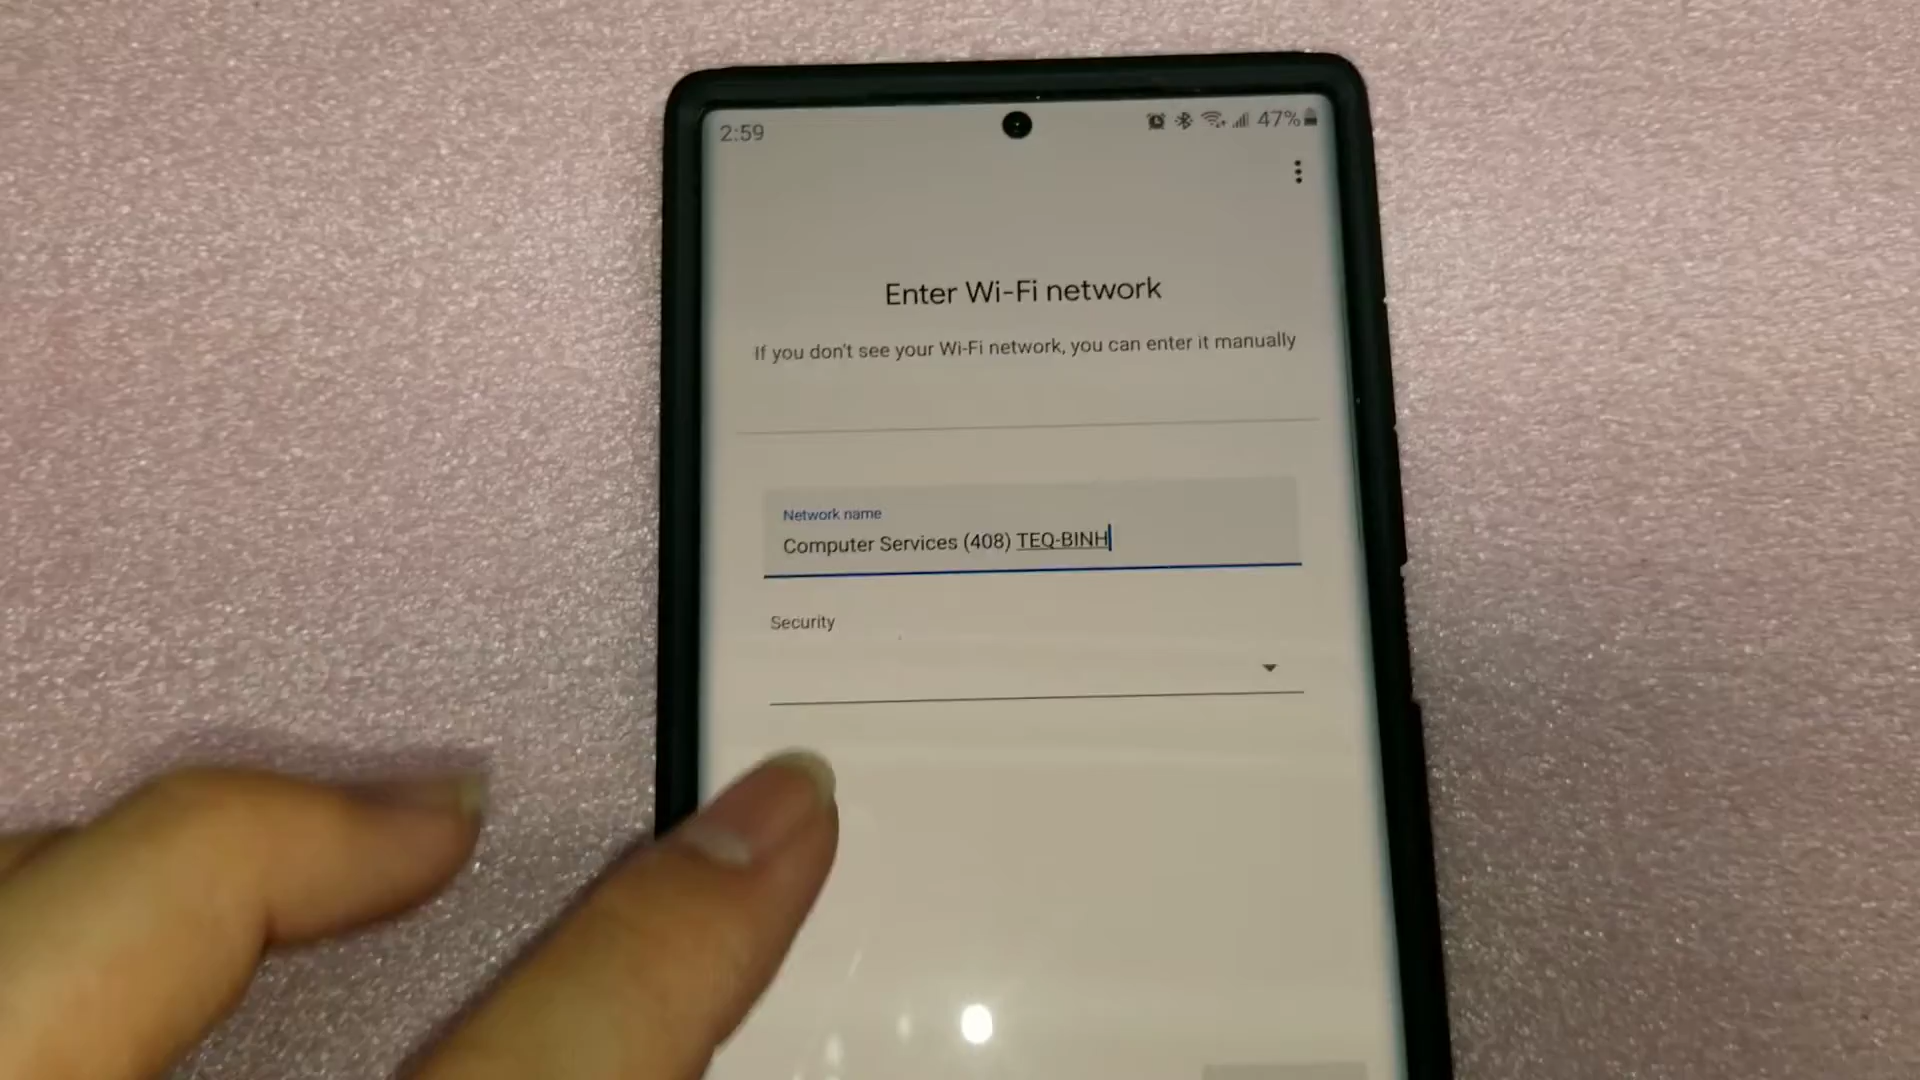 2:59 47%
Enter Wi-Fi network
If you don't see your Wi-Fi network, you can enter it manually
Network name
Computer Services (408) TEQ-BINH
Security